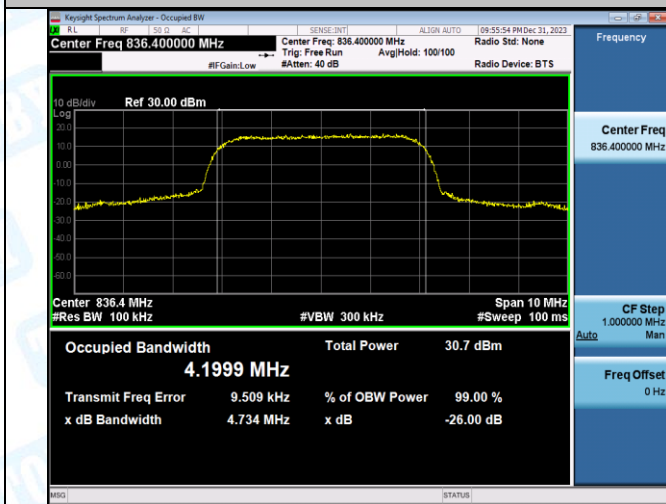 Keysight Spectrum Analyzer - Occupied BW
RL RF 50 Ω AC SENSE:INT ALIGN AUTO 09:55:54 PM Dec 31, 2023
Center Freq 836.400000 MHz Center Freq: 836.400000 MHz Radio Std: None Frequency
Trig: Free Run Avg|Hold: 100/100
#IFGain:Low #Atten: 40 dB Radio Device: BTS
10 dB/div Ref 30.00 dBm
Log
20.0
10.0
0.00
-10.0
-20.0
-30.0
-40.0
-50.0
-60.0
Center Freq
836.400000 MHz
Center 836.4 MHz Span 10 MHz
#Res BW 100 kHz #VBW 300 kHz #Sweep 100 ms
CF Step
1.000000 MHz
Auto Man
Occupied Bandwidth Total Power 30.7 dBm
4.1999 MHz
Transmit Freq Error 9.509 kHz % of OBW Power 99.00 %
x dB Bandwidth 4.734 MHz x dB -26.00 dB
Freq Offset
0 Hz
MSG STATUS